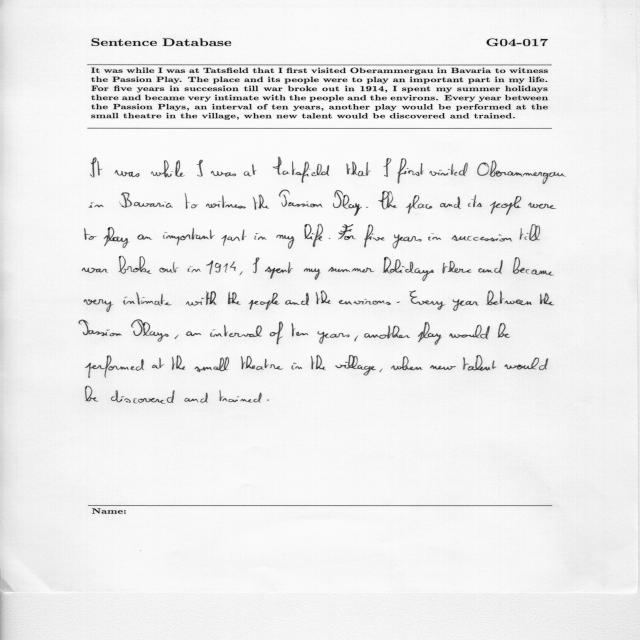 Sentence Database G04-017
It was while I was at Tatsfield that I first visited Oberammergau in Bavaria to witness
the Passion Play. The place and its people were to play an important part in my life.
For five years in succession till war broke out in 1914, I spent my summer holidays
there and became very intimate with the people and the environs. Every year between
the Passion Plays, an interval of ten years, another play would be performed at the
small theatre in the village, when new talent would be discovered and trained.
It was while I was at Tatsfield that I first visited Oberammergau
in Bavaria to witness the Passion Play. The place and its people were
to play an important part in my life. For five years in succession till
war broke out in 1914, I spent my summer holidays there and became
very intimate with the people and the environs. Every year between the
Passion Plays, an interval of ten years, another play would be
performed at the small theatre in the village, when new talent would
be discovered and trained.
Name: